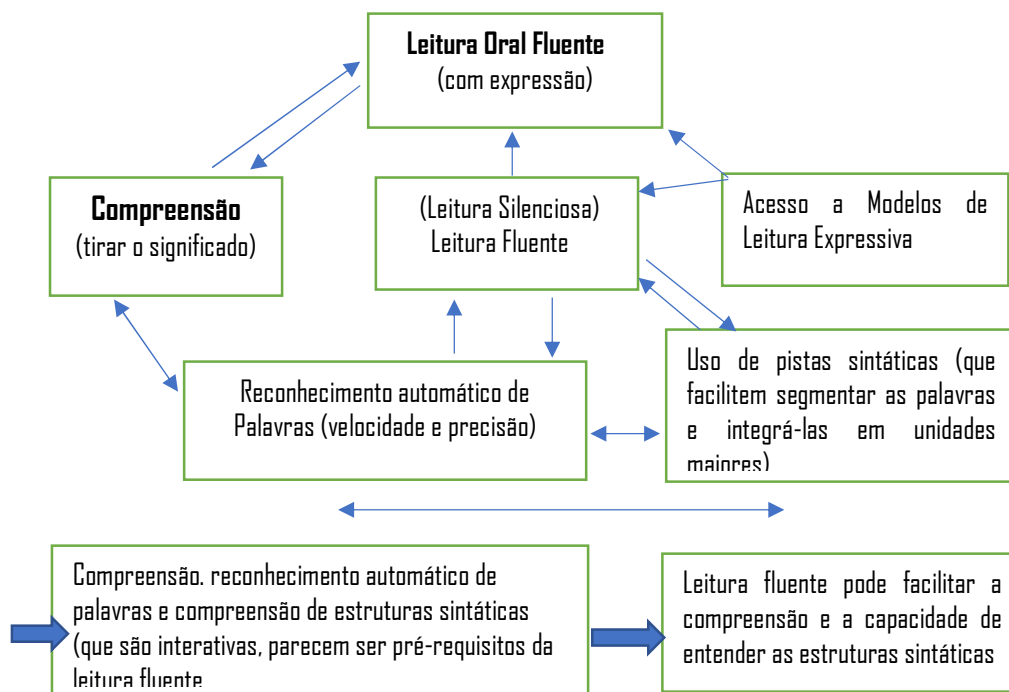 Leitura Oral Fluente
(com expressão)
Compreensão
(tirar o significado)
(Leitura Silenciosa)
Leitura Fluente
Acesso a Modelos de
Leitura Expressiva
Reconhecimento automático de
Palavras (velocidade e precisão)
Uso de pistas sintáticas (que
facilitem segmentar as palavras
e integrá-las em unidades
maiores)
Compreensão. reconhecimento automático de
palavras e compreensão de estruturas sintáticas
(que são interativas, parecem ser pré-requisitos da
leitura fluente
Leitura fluente pode facilitar a
compreensão e a capacidade de
entender as estruturas sintáticas